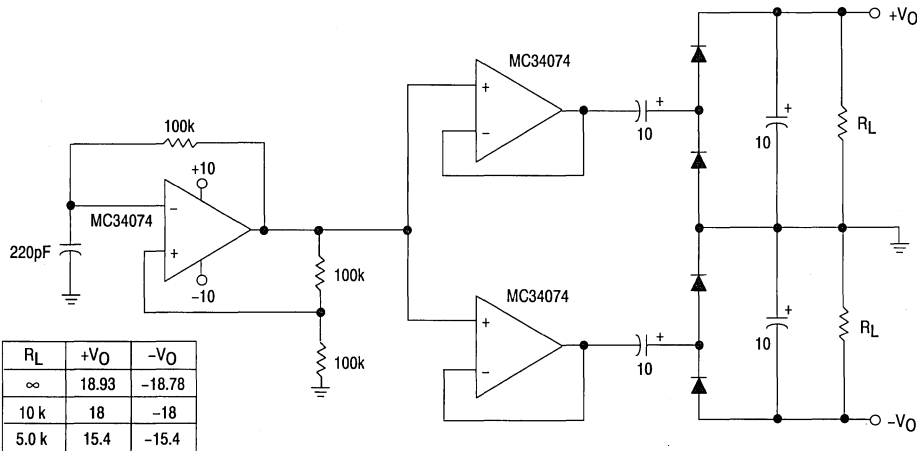 MC34074
+VO
100k
+
−
+
10
+
10
RL
+10
−
MC34074
+
−10
220pF
100k
100k
MC34074
+
−
+
10
+
10
RL
−VO
RL +VO −VO
∞ 18.93 −18.78
10 k 18 −18
5.0 k 15.4 −15.4